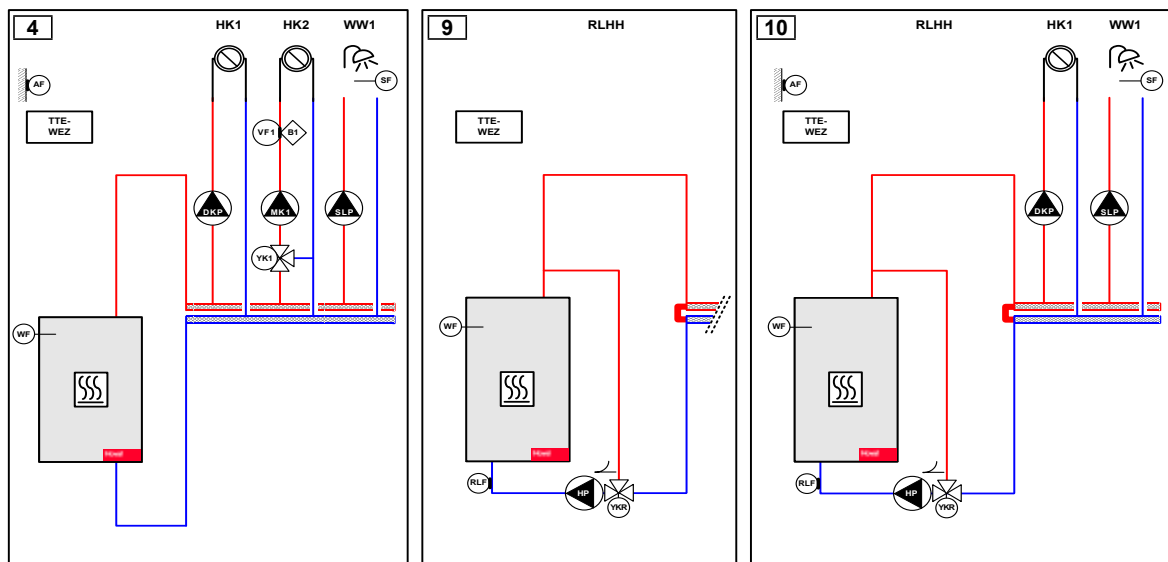 4
HK1
HK2
WW1
AF
SF
TTE-
WEZ
VF1
B1
DKP
MK1
SLP
YK1
WF
9
RLHH
TTE-
WEZ
WF
RLF
HP
YKR
10
RLHH
HK1
WW1
AF
SF
TTE-
WEZ
DKP
SLP
WF
RLF
HP
YKR